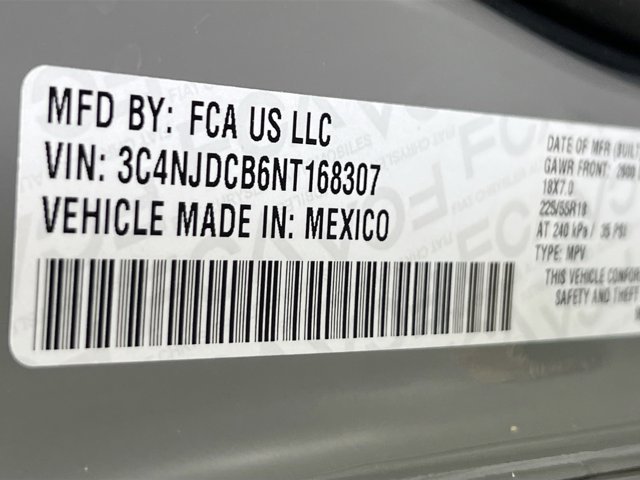 MFD BY: FCA US LLC
VIN: 3C4NJDCB6NT168307
VEHICLE MADE IN: MEXICO
DATE OF MFR (BUILT
GAWR FRONT:
18X7.0
225/55R18
AT 240 kPa / 35 PSI
TYPE: MPV
THIS VEHICLE
SAFETY AND THEFT